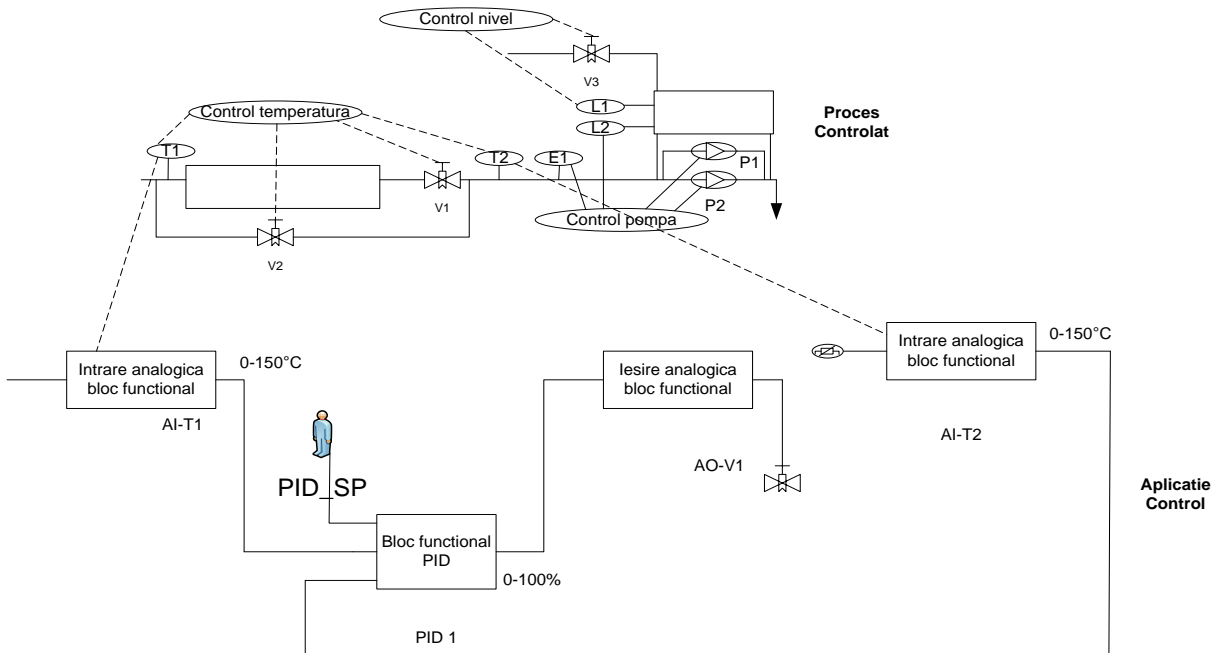 Control nivel
V3
L1
L2
Proces
Controlat
Control temperatura
T1
T2
E1
P1
V1
P2
Control pompa
V2
Intrare analogica
bloc functional
0-150°C
AI-T1
Iesire analogica
bloc functional
AO-V1
Intrare analogica
bloc functional
0-150°C
AI-T2
PID_SP
Aplicatie
Control
Bloc functional
PID
0-100%
PID 1